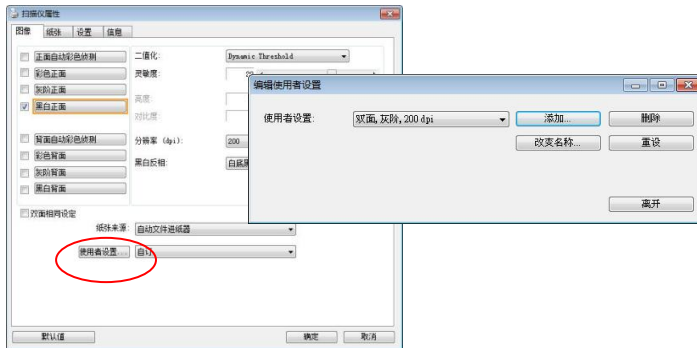 扫描仪属性
图像 纸张 设置 信息
正面自动彩色侦测
彩色正面
灰阶正面
黑白正面
背面自动彩色侦测
彩色背面
灰阶背面
黑白背面
二值化: Dynamic Threshold
灵敏度:
亮度:
对比度:
分辨率 (dpi): 200
黑白反相: 白底黑
双面相同设定
纸张来源: 自动文件进纸器
使用者设置... 自订
默认值 确定 取消
编辑使用者设置
使用者设置: 双面, 灰阶, 200 dpi 添加... 删除
改变名称... 重设
离开